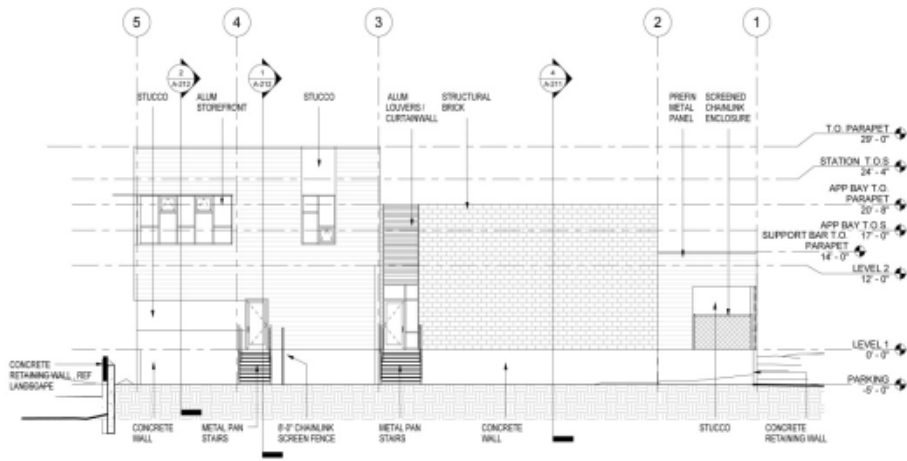 5
4
3
2
1
2
A-212
1
A-212
4
A-211
STUCCO
ALUM
STOREFRONT
STUCCO
ALUM
LOUVERS /
CURTAINWALL
STRUCTURAL
BRICK
PREFIN
METAL
PANEL
SCREENED
CHAINLINK
ENCLOSURE
T.O. PARAPET
29' - 0"
STATION T.O.S
24' - 4"
APP BAY T.O.
PARAPET
20' - 8"
APP BAY T.O.S
17' - 0"
SUPPORT BAR T.O.
PARAPET
14' - 0"
LEVEL 2
12' - 0"
LEVEL 1
0' - 0"
PARKING
-5' - 0"
CONCRETE
RETAINING WALL , REF
LANDSCAPE
CONCRETE
WALL
METAL PAN
STAIRS
8'-0" CHAINLINK
SCREEN FENCE
METAL PAN
STAIRS
CONCRETE
WALL
STUCCO
CONCRETE
RETAINING WALL